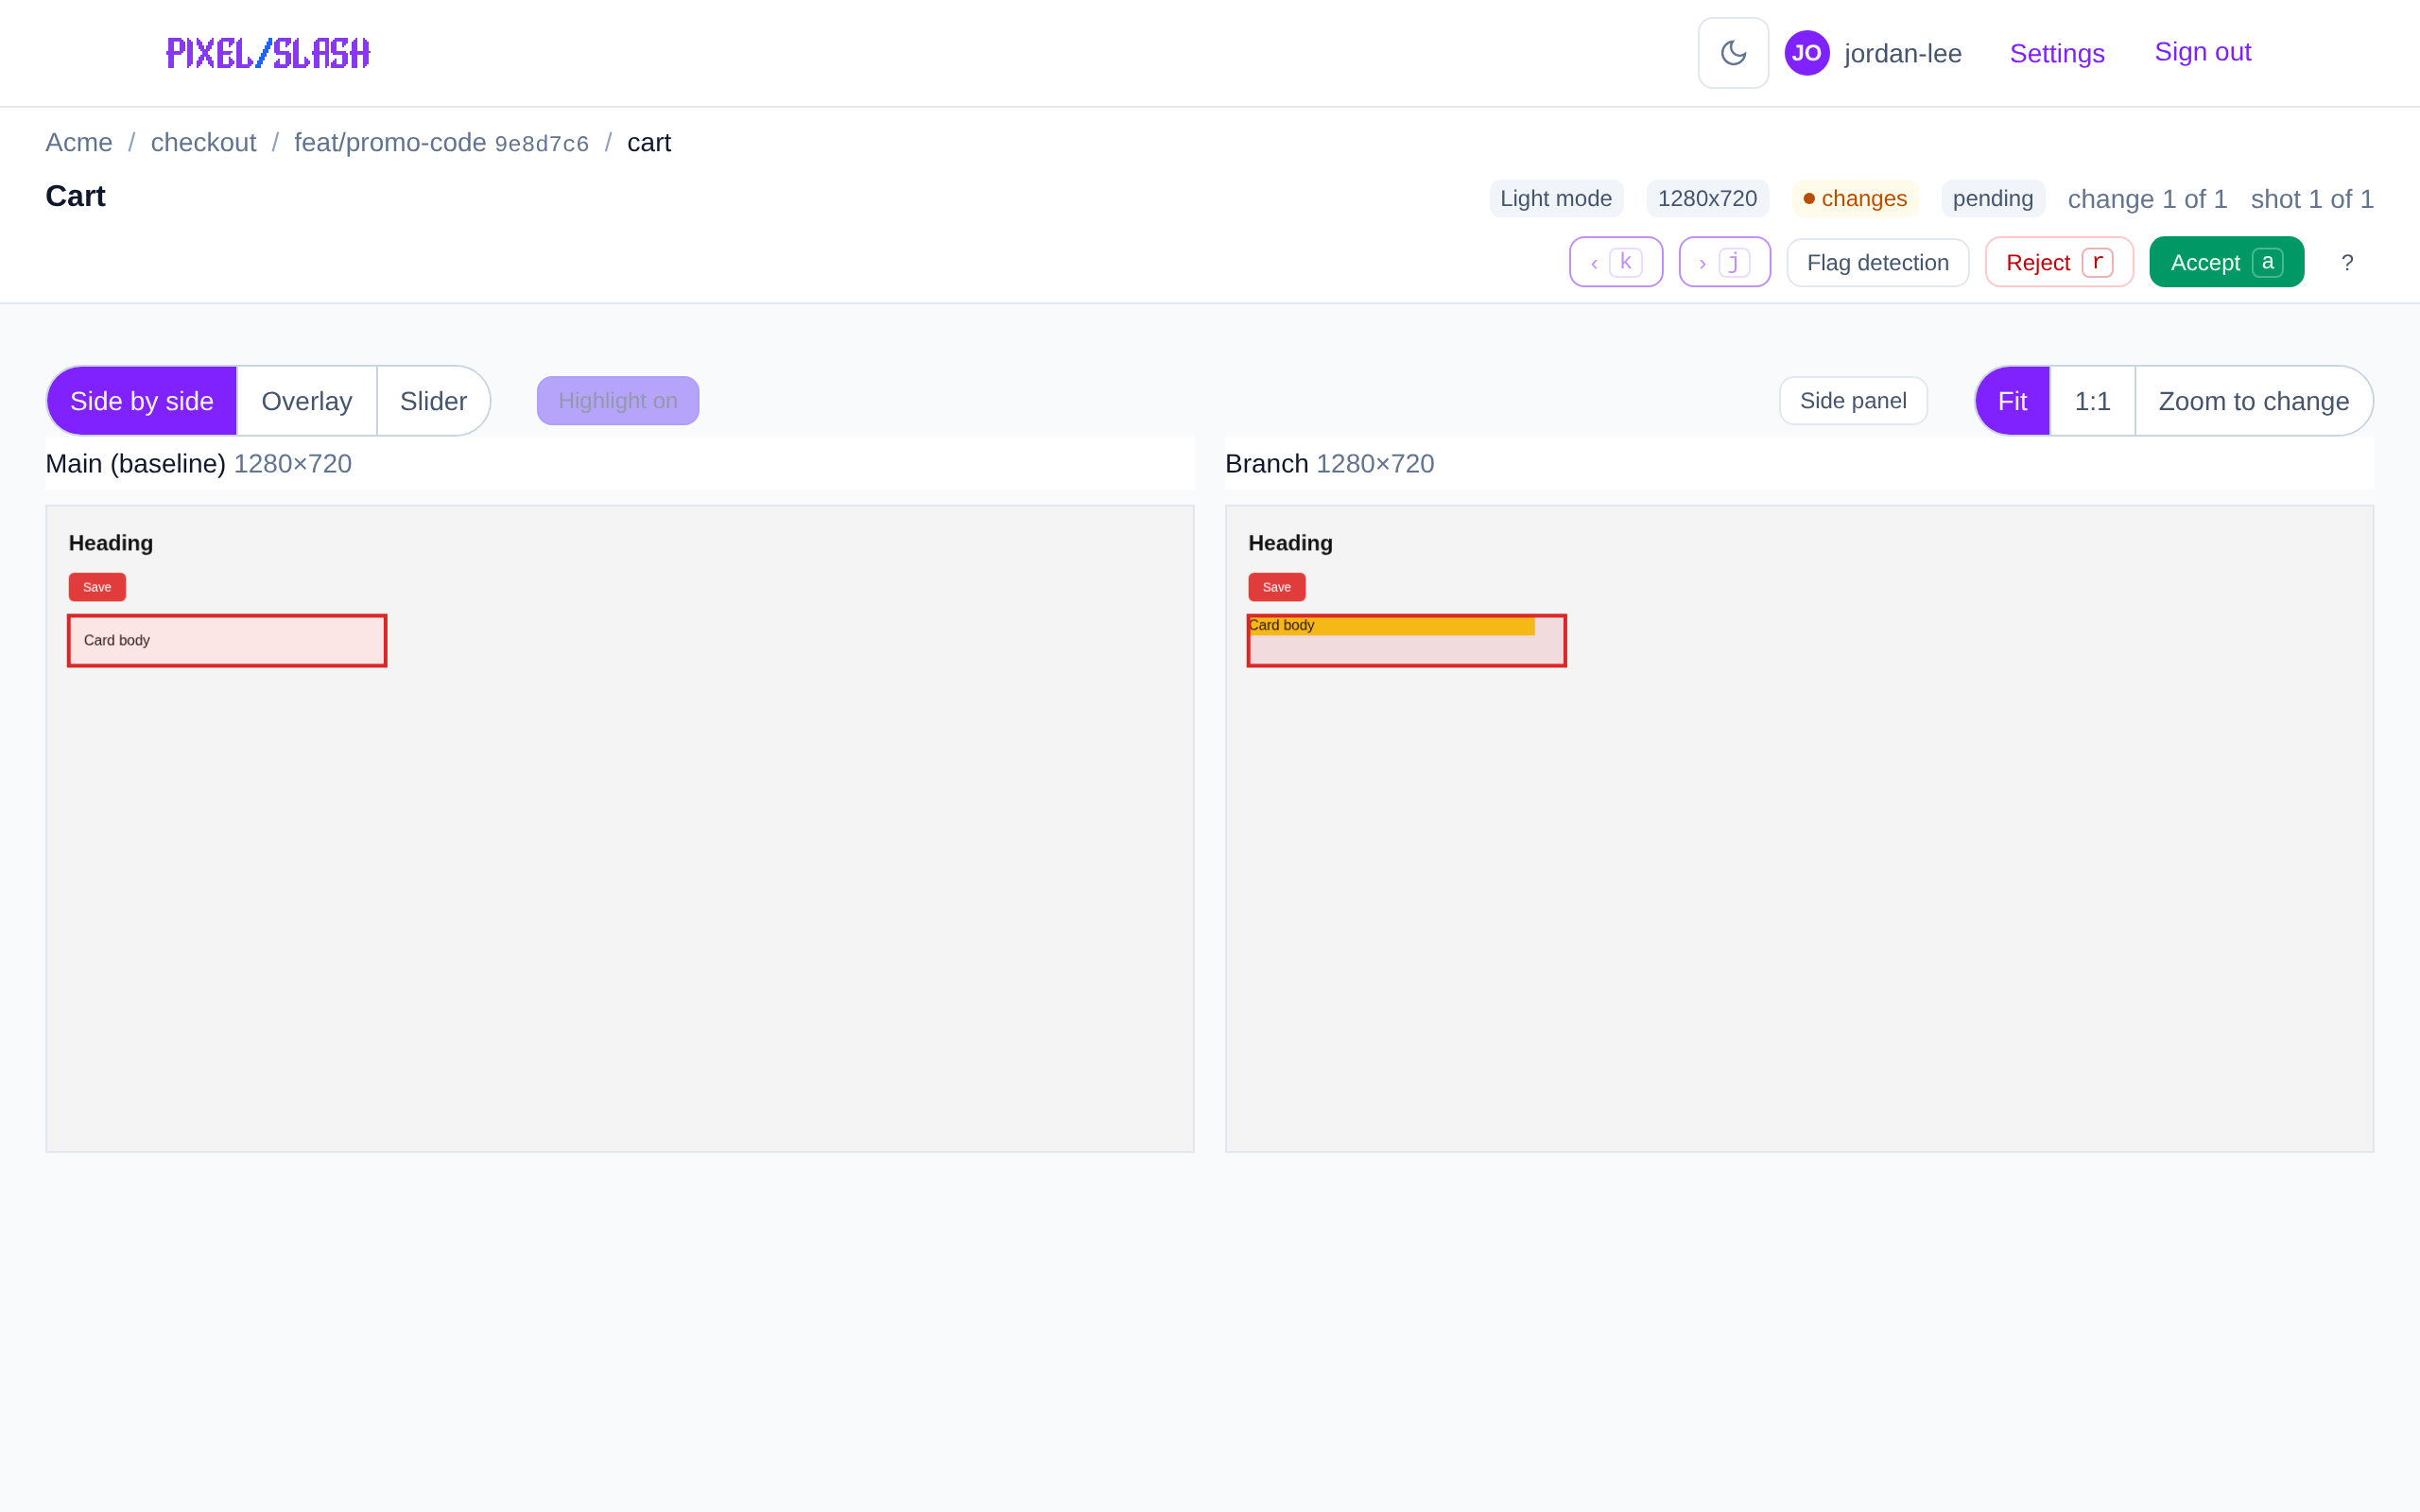 PIXEL/SLASH
JO jordan-lee Settings Sign out
Acme / checkout / feat/promo-code 9e8d7c6 / cart
Cart
Light mode 1280x720 changes pending change 1 of 1 shot 1 of 1
‹ k › j Flag detection Reject r Accept a ?
Side by side Overlay Slider Highlight on Side panel Fit 1:1 Zoom to change
Main (baseline) 1280×720
Heading
Save
Card body
Branch 1280×720
Heading
Save
Card body